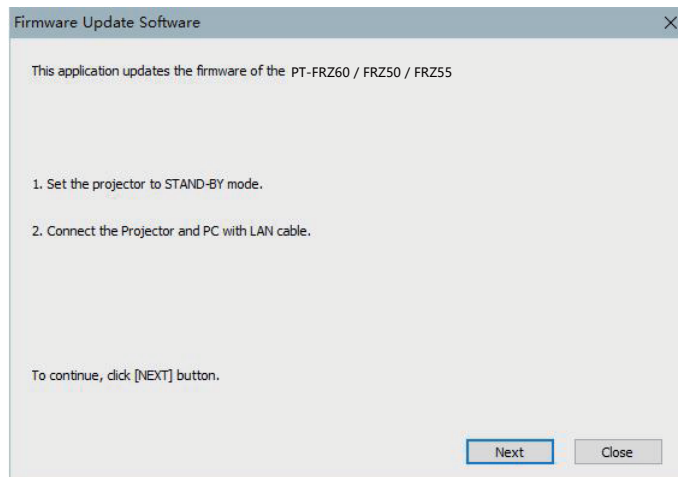 Firmware Update Software
This application updates the firmware of the PT-FRZ60 / FRZ50 / FRZ55
1. Set the projector to STAND-BY mode.
2. Connect the Projector and PC with LAN cable.
To continue, click [NEXT] button.
Next Close